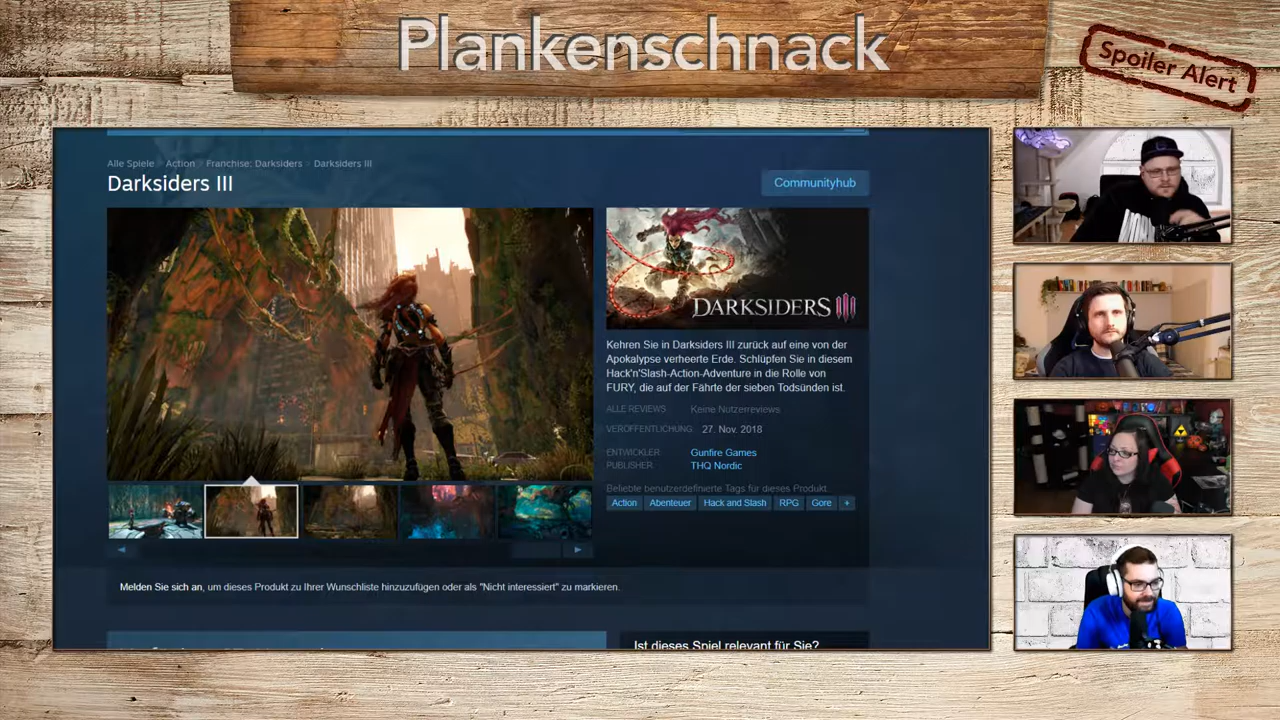 Plankenschnack
Spoiler Alert
Alle Spiele > Action > Franchise: Darksiders > Darksiders III
Darksiders III
Communityhub
DARKSIDERS III
Kehren Sie in Darksiders III zurück auf eine von der
Apokalypse verheerte Erde. Schlüpfen Sie in diesem
Hack'n'Slash-Action-Adventure in die Rolle von
FURY, die auf der Fährte der sieben Todsünden ist.
ALLE REVIEWS Keine Nutzerreviews
VERÖFFENTLICHUNG: 27. Nov. 2018
ENTWICKLER: Gunfire Games
PUBLISHER: THQ Nordic
Beliebte benutzerdefinierte Tags für dieses Produkt:
Action Abenteuer Hack and Slash RPG Gore +
Melden Sie sich an, um dieses Produkt zu Ihrer Wunschliste hinzuzufügen oder als "Nicht interessiert" zu markieren.
Ist dieses Spiel relevant für Sie?